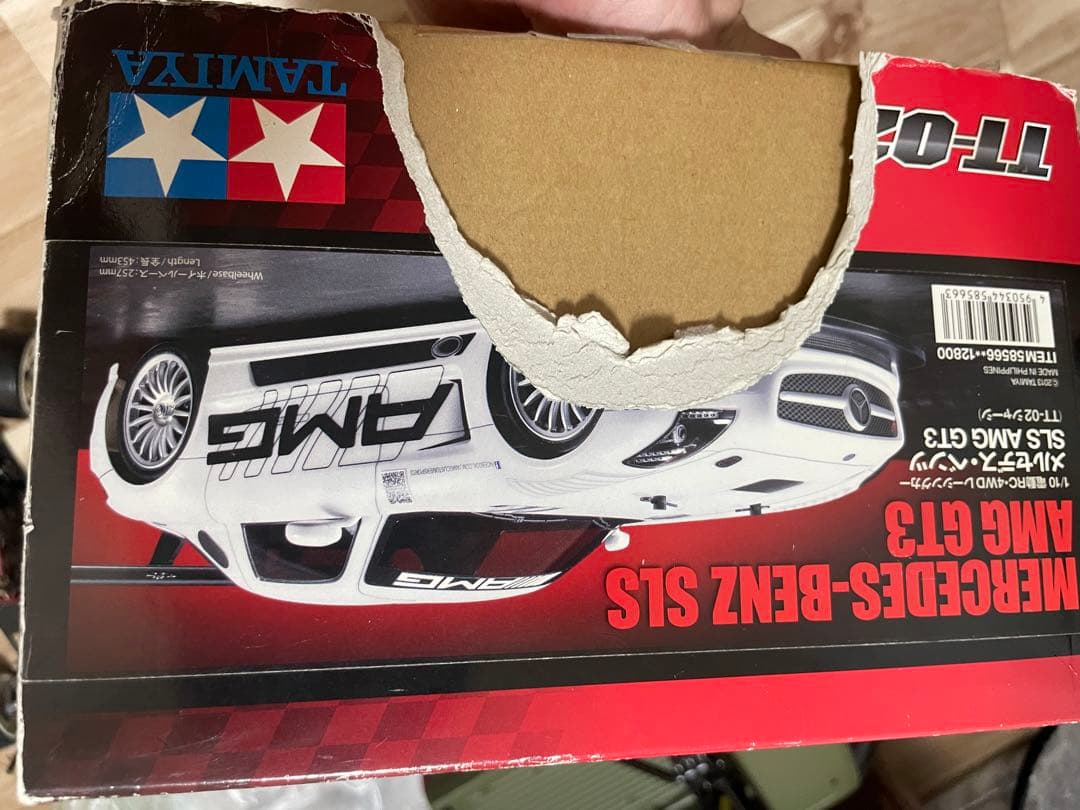 TAMIYA
TT-02
Wheelbase/ホイールベース:257mm
Length/全長:453mm
4 950344 585663
ITEM58566**12800
MADE IN PHILIPPINES
©2013 TAMIYA
AMG
AMG
MERCEDES-BENZ SLS
AMG GT3
1/10 電動RC・4WDレーシングカー
メルセデス・ベンツ
SLS AMG GT3
(TT-02シャーシ)